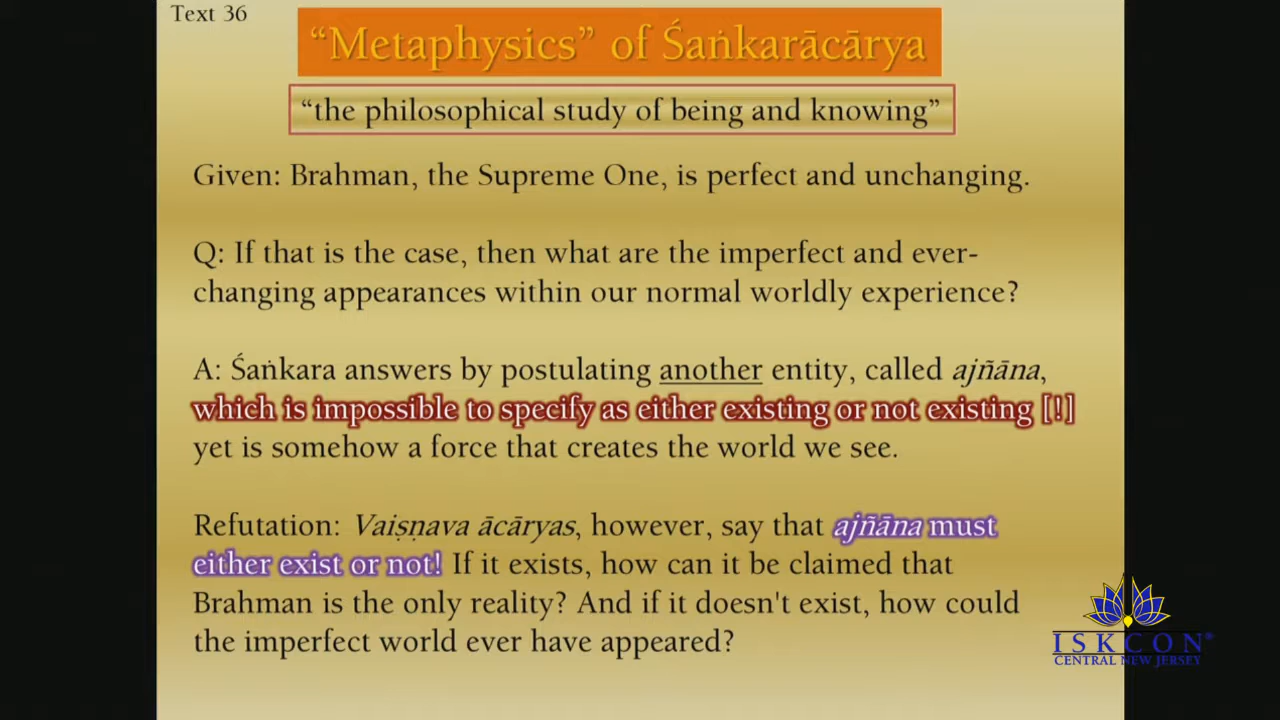 Text 36
“Metaphysics” of Śaṅkarācārya
“the philosophical study of being and knowing”
Given: Brahman, the Supreme One, is perfect and unchanging.
Q: If that is the case, then what are the imperfect and ever-
changing appearances within our normal worldly experience?
A: Śaṅkara answers by postulating another entity, called ajñāna,
which is impossible to specify as either existing or not existing [!]
yet is somehow a force that creates the world we see.
Refutation: Vaiṣṇava ācāryas, however, say that ajñāna must
either exist or not! If it exists, how can it be claimed that
Brahman is the only reality? And if it doesn't exist, how could
the imperfect world ever have appeared?
ISKCON®
CENTRAL NEW JERSEY